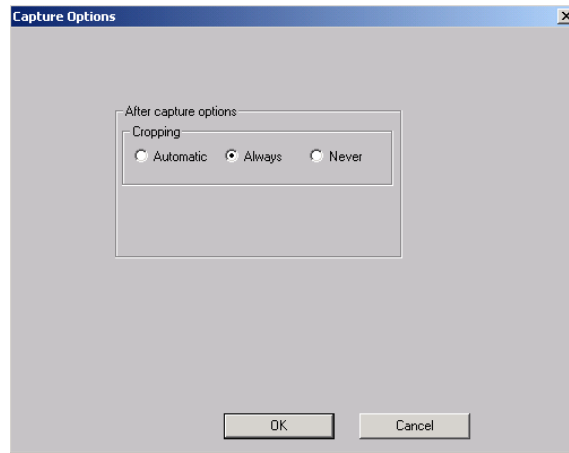 Capture Options
After capture options
Cropping
Automatic Always Never
OK Cancel